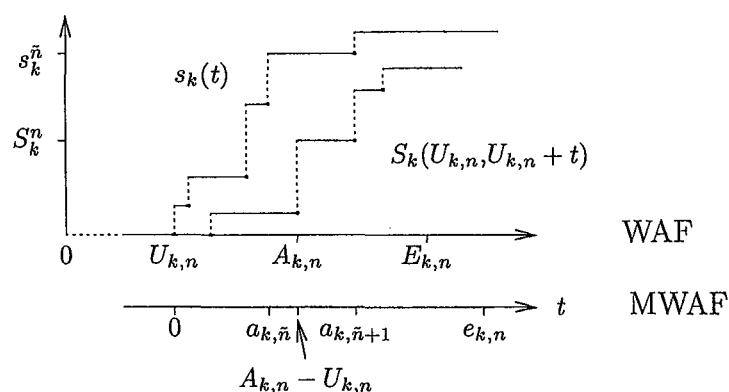 s_k^ñ
s_k(t)
S_k^n
S_k(U_{k,n},U_{k,n} + t)
WAF
0 U_{k,n} A_{k,n} E_{k,n}
t MWAF
0 a_{k,ñ} a_{k,ñ+1} e_{k,n}
A_{k,n} − U_{k,n}